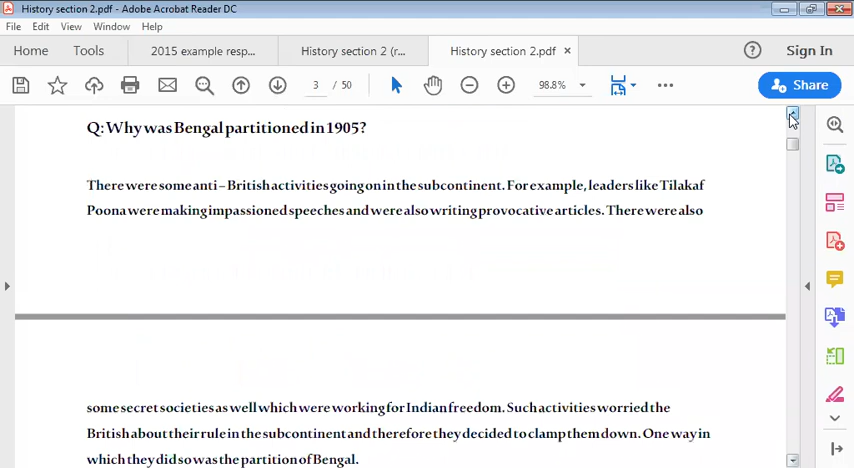 History section 2.pdf - Adobe Acrobat Reader DC
File Edit View Window Help
Home Tools 2015 example resp... History section 2 (r... History section 2.pdf × Sign In
3 / 50 98.8% Share
Q: Why was Bengal partitioned in 1905?
There were some anti – British activities going on in the subcontinent. For example, leaders like Tilakaf
Poona were making impassioned speeches and were also writing provocative articles. There were also
some secret societies as well which were working for Indian freedom. Such activities worried the
British about their rule in the subcontinent and therefore they decided to clamp them down. One way in
which they did so was the partition of Bengal.